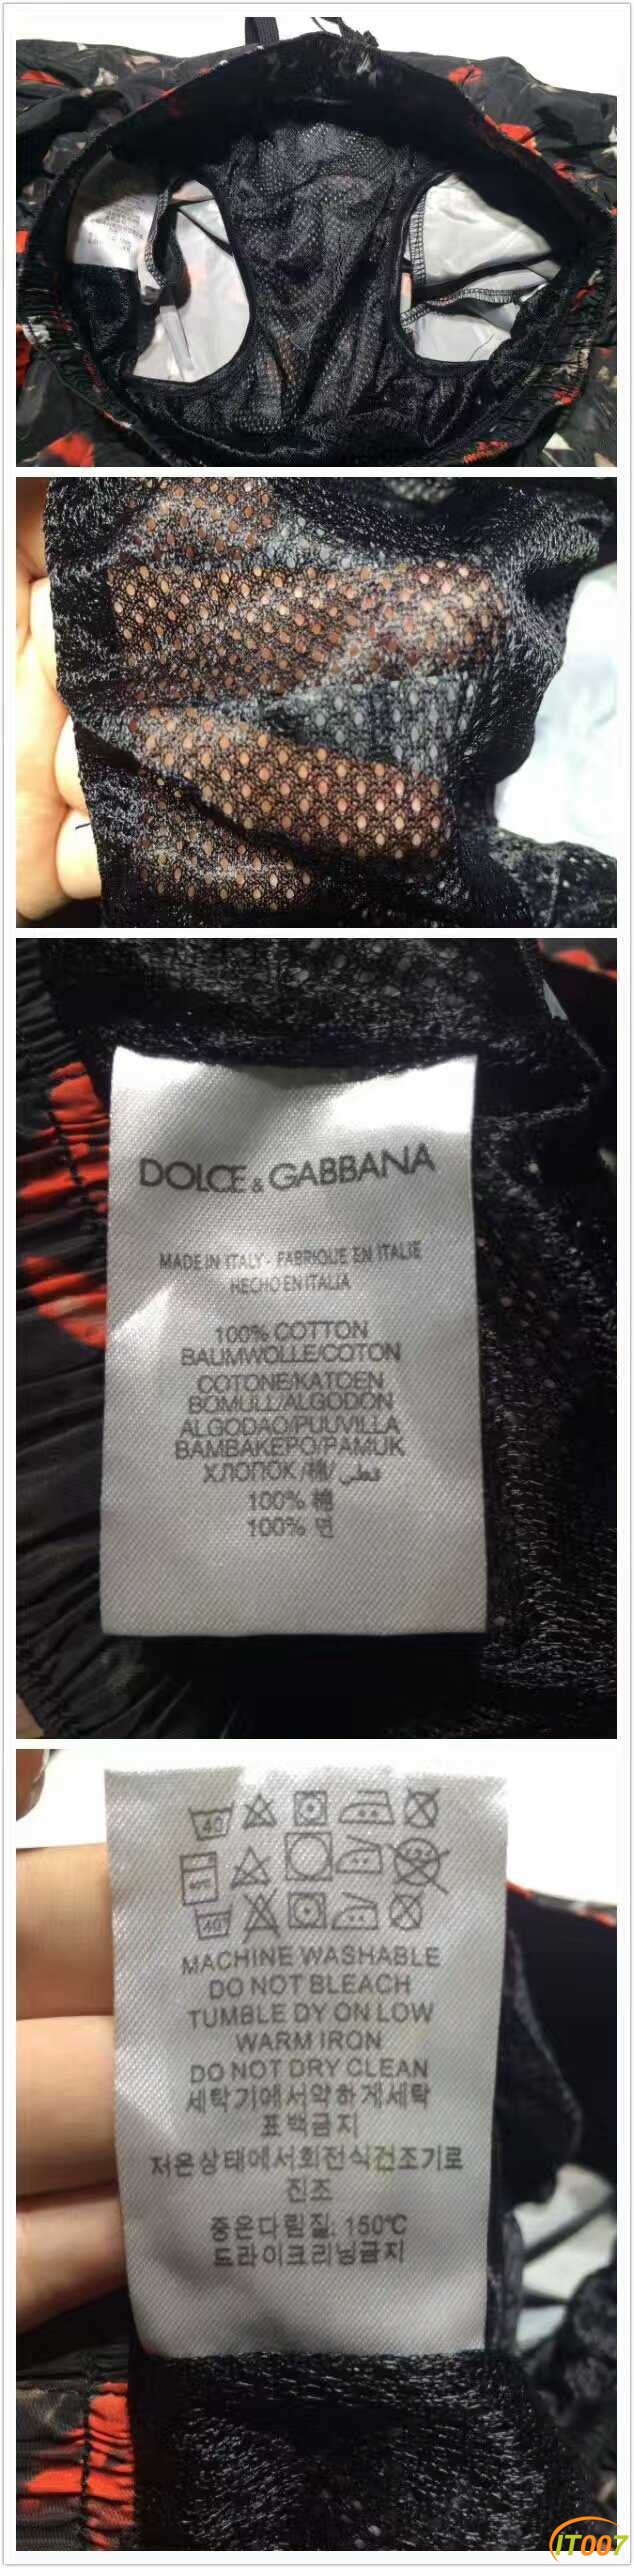 DOLCE & GABBANA
MADE IN ITALY - FABRIQUE EN ITALIE
HECHO EN ITALIA
100% COTTON
BAUMWOLLE/COTON
COTONE/KATOEN
BOMULL/ALGODON
ALGODAO/PUUVILLA
BAMBAKEPO/PAMUK
ХЛОПОК/棉/قطني
100% 棉
100% 면
40
40
MACHINE WASHABLE
DO NOT BLEACH
TUMBLE DY ON LOW
WARM IRON
DO NOT DRY CLEAN
세탁기에서약하게세탁
표백금지
저온상태에서회전식건조기로
진조
중온다림질. 150℃
드라이크리닝금지
IT007